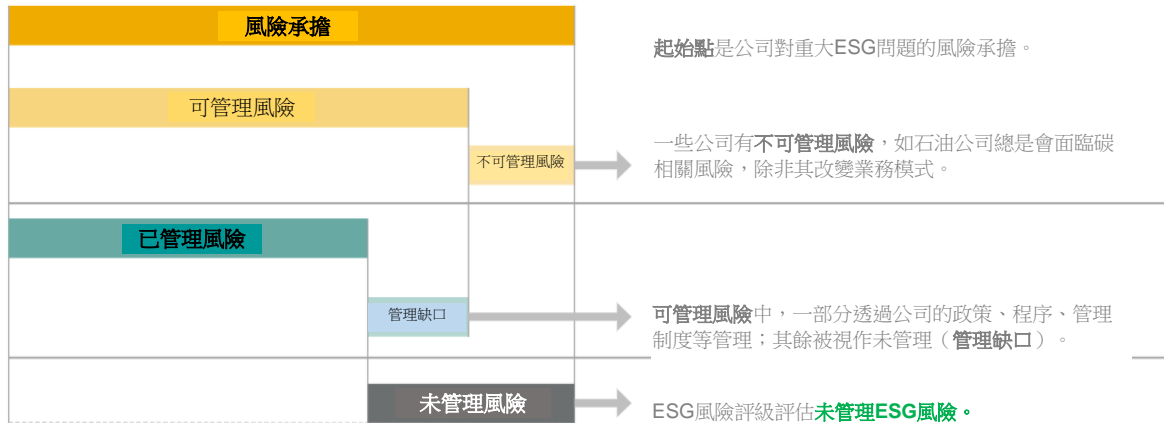 風險承擔
起始點是公司對重大ESG問題的風險承擔。
可管理風險
不可管理風險
一些公司有不可管理風險，如石油公司總是會面臨碳
相關風險，除非其改變業務模式。
已管理風險
管理缺口
可管理風險中，一部分透過公司的政策、程序、管理
制度等管理；其餘被視作未管理（管理缺口）。
未管理風險
ESG風險評級評估未管理ESG風險。